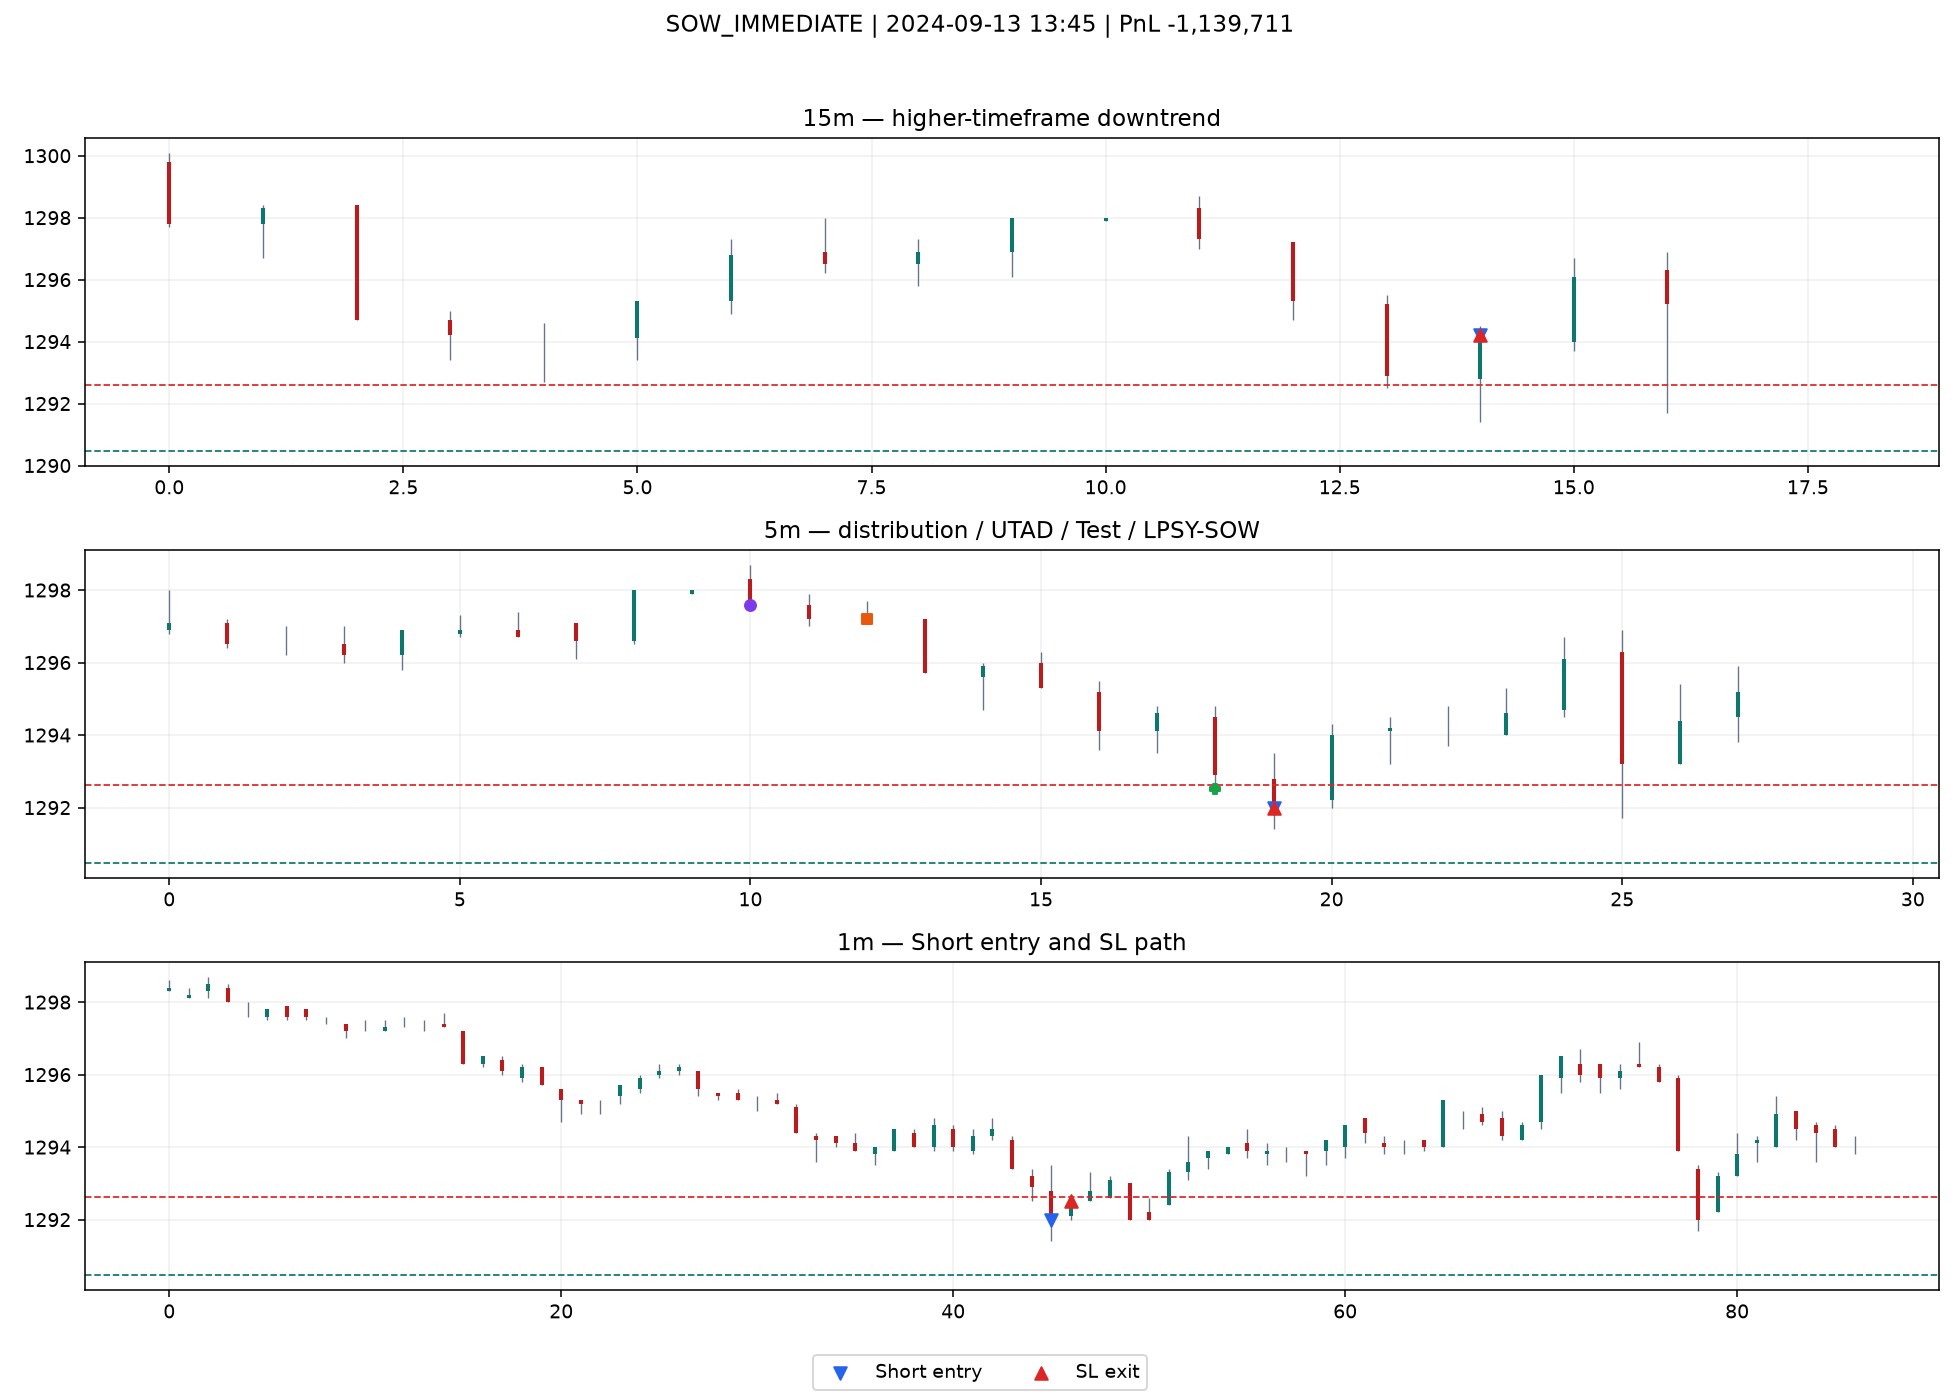 SOW_IMMEDIATE | 2024-09-13 13:45 | PnL -1,139,711
15m — higher-timeframe downtrend
1300
1298
1296
1294
1292
1290
0.0 2.5 5.0 7.5 10.0 12.5 15.0 17.5
5m — distribution / UTAD / Test / LPSY-SOW
1298
1296
1294
1292
0 5 10 15 20 25 30
1m — Short entry and SL path
1298
1296
1294
1292
0 20 40 60 80
Short entry SL exit